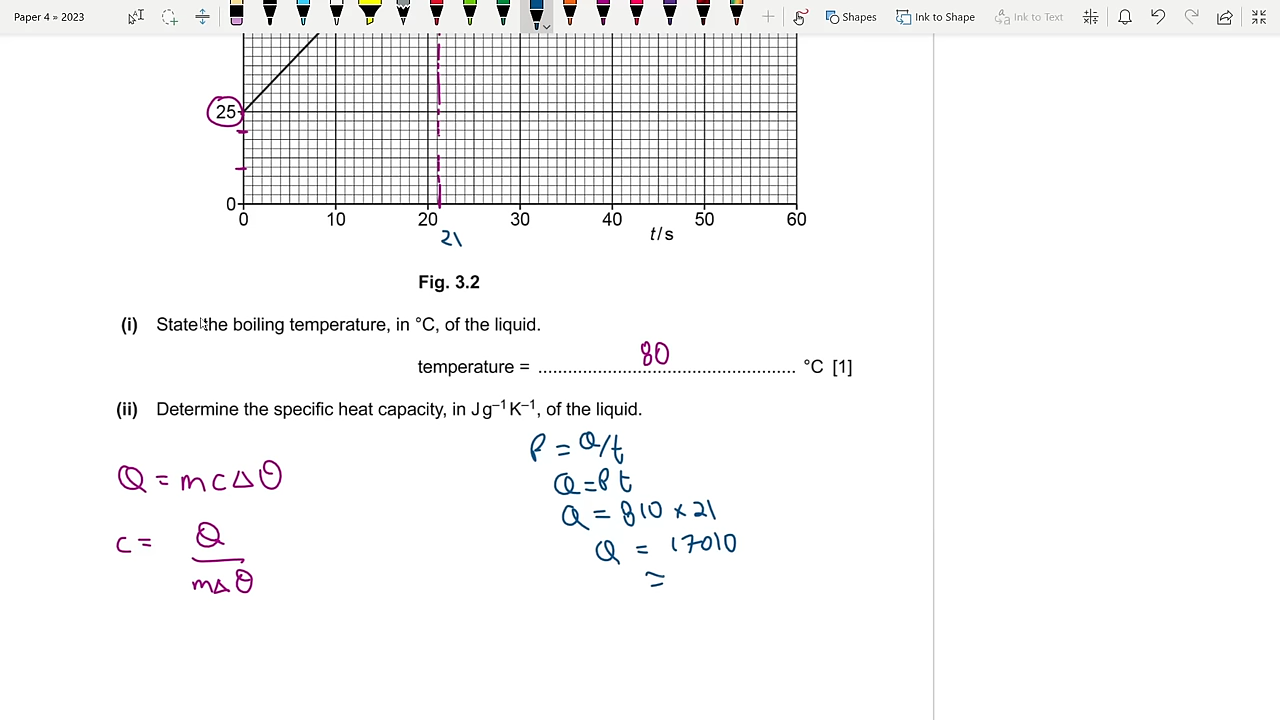 Paper 4 » 2023
Shapes
Ink to Shape
Ink to Text
25
0
0 10 20 30 40 50 60
21
t/s
Fig. 3.2
(i) State the boiling temperature, in °C, of the liquid.
temperature = ........ 80 ........ °C [1]
(ii) Determine the specific heat capacity, in J g⁻¹ K⁻¹, of the liquid.
Q = mcΔθ
c = Q/mΔθ
P = Q/t
Q = Pt
Q = 810 × 21
Q = 17010
=